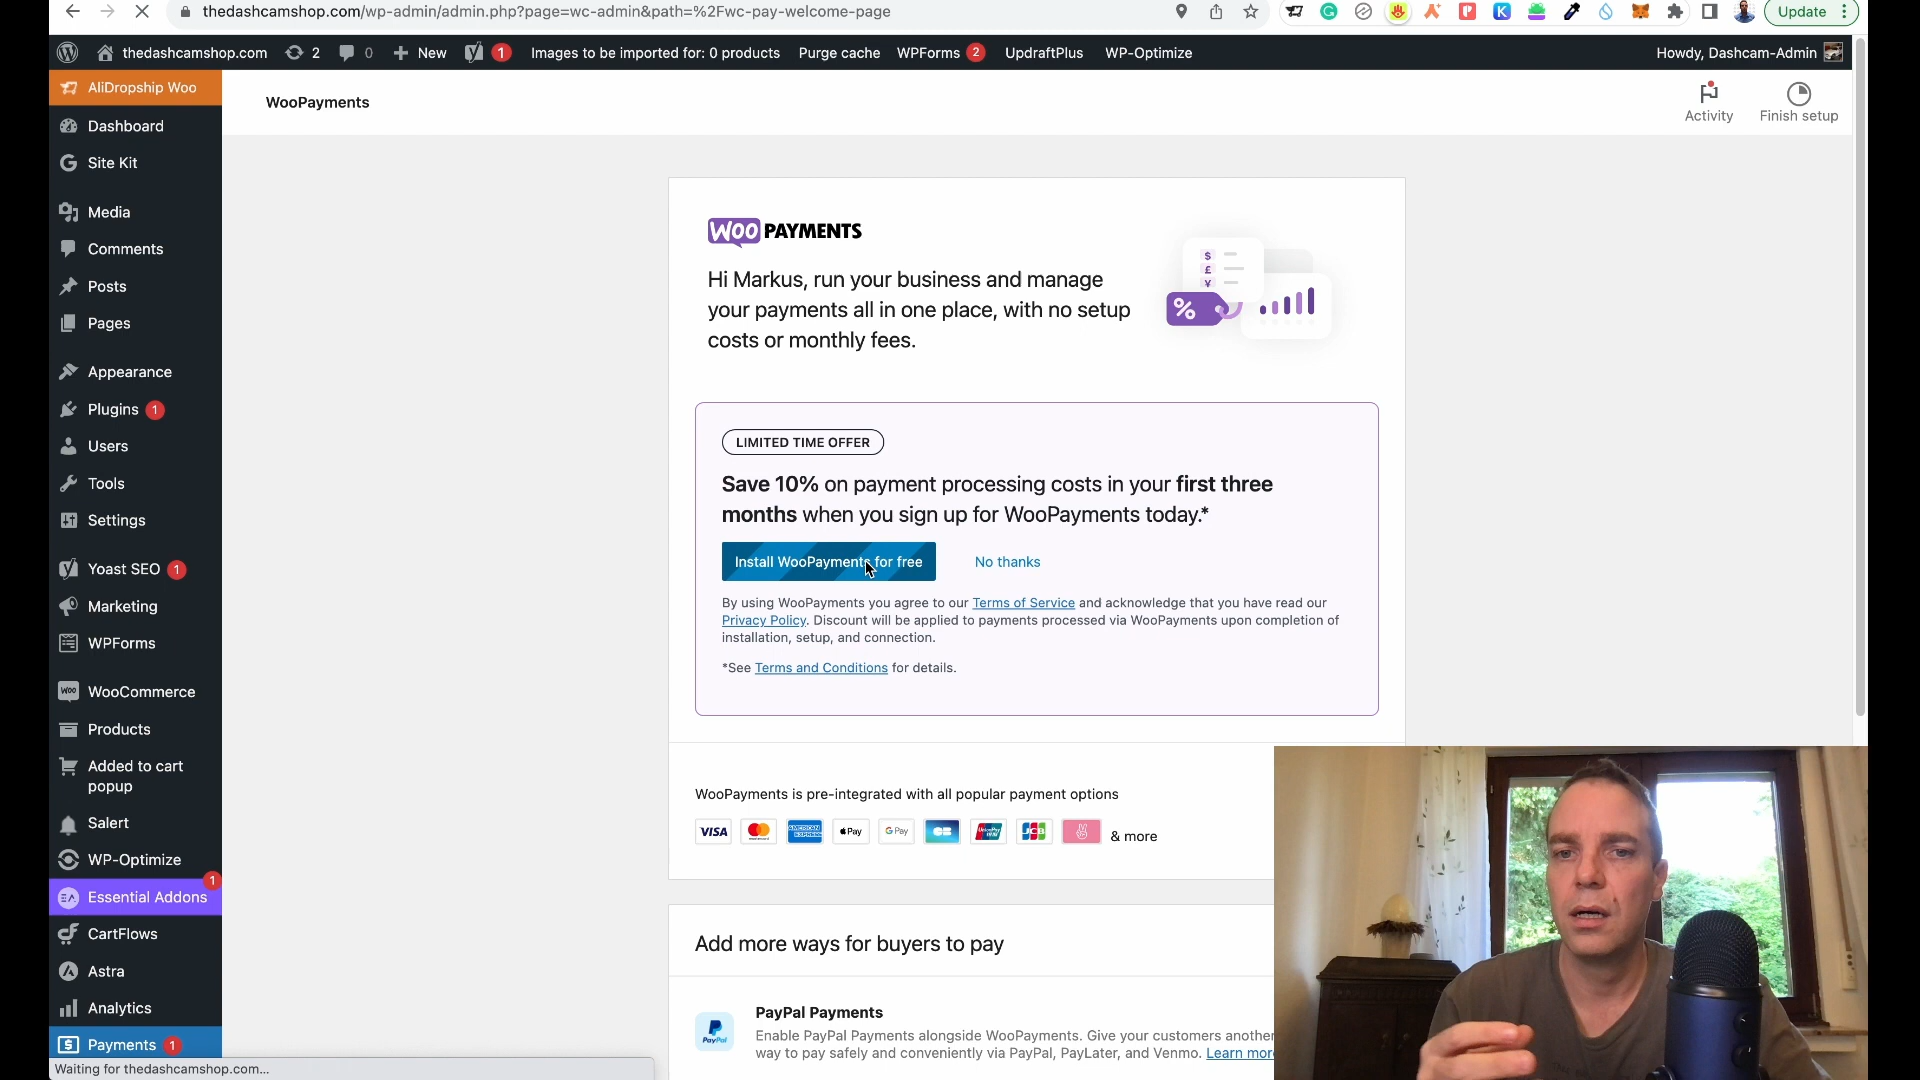 thedashcamshop.com/wp-admin/admin.php?page=wc-admin&path=%2Fwc-pay-welcome-page
Update
thedashcamshop.com 2 0 New 1 Images to be imported for: 0 products Purge cache WPForms 2 UpdraftPlus WP-Optimize Howdy, Dashcam-Admin
AliDropship Woo
Dashboard
Site Kit
Media
Comments
Posts
Pages
Appearance
Plugins 1
Users
Tools
Settings
Yoast SEO 1
Marketing
WPForms
WooCommerce
Products
Added to cart
popup
Salert
WP-Optimize
1
Essential Addons
CartFlows
Astra
Analytics
Payments 1
Waiting for thedashcamshop.com...
WooPayments
Activity
Finish setup
WOO PAYMENTS
Hi Markus, run your business and manage
your payments all in one place, with no setup
costs or monthly fees.
$
£
¥
%
LIMITED TIME OFFER
Save 10% on payment processing costs in your first three
months when you sign up for WooPayments today.*
Install WooPayments for free
No thanks
By using WooPayments you agree to our Terms of Service and acknowledge that you have read our
Privacy Policy. Discount will be applied to payments processed via WooPayments upon completion of
installation, setup, and connection.
*See Terms and Conditions for details.
WooPayments is pre-integrated with all popular payment options
VISA
AMERICAN EXPRESS
Pay
G Pay
UnionPay
JCB
& more
Add more ways for buyers to pay
PayPal
PayPal Payments
Enable PayPal Payments alongside WooPayments. Give your customers another
way to pay safely and conveniently via PayPal, PayLater, and Venmo. Learn more